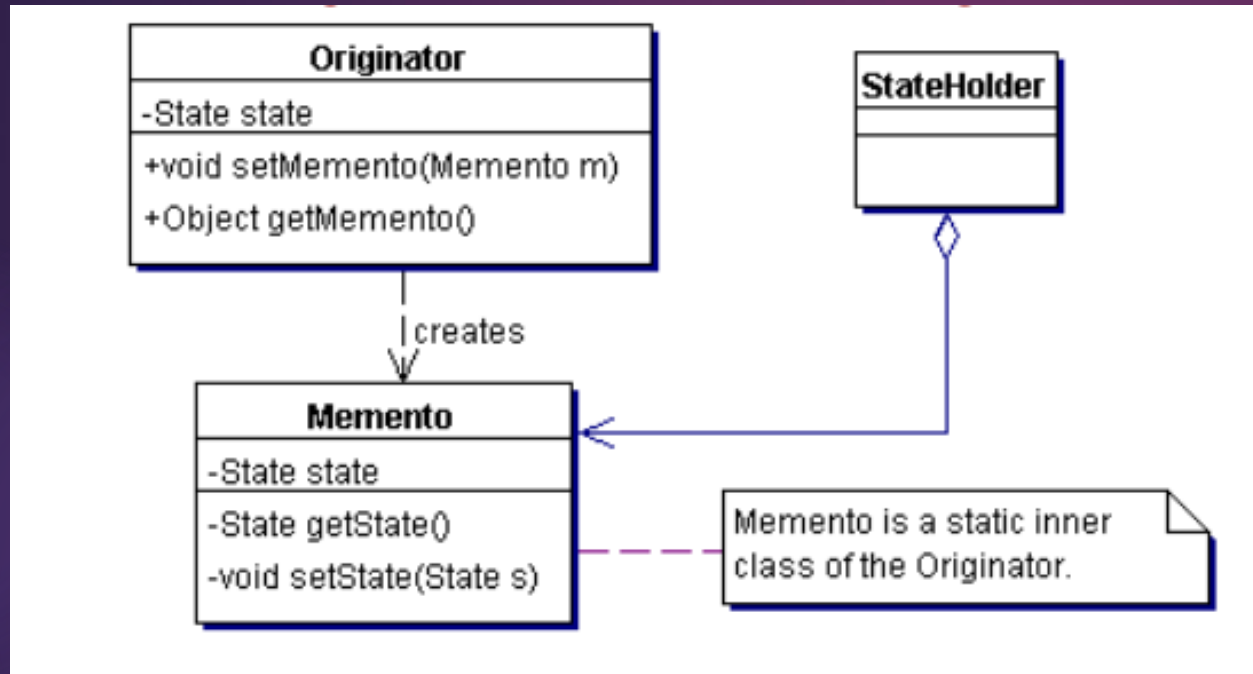 Originator
-State state
+void setMemento(Memento m)
+Object getMemento()
StateHolder
creates
Memento
-State state
-State getState()
-void setState(State s)
Memento is a static inner
class of the Originator.